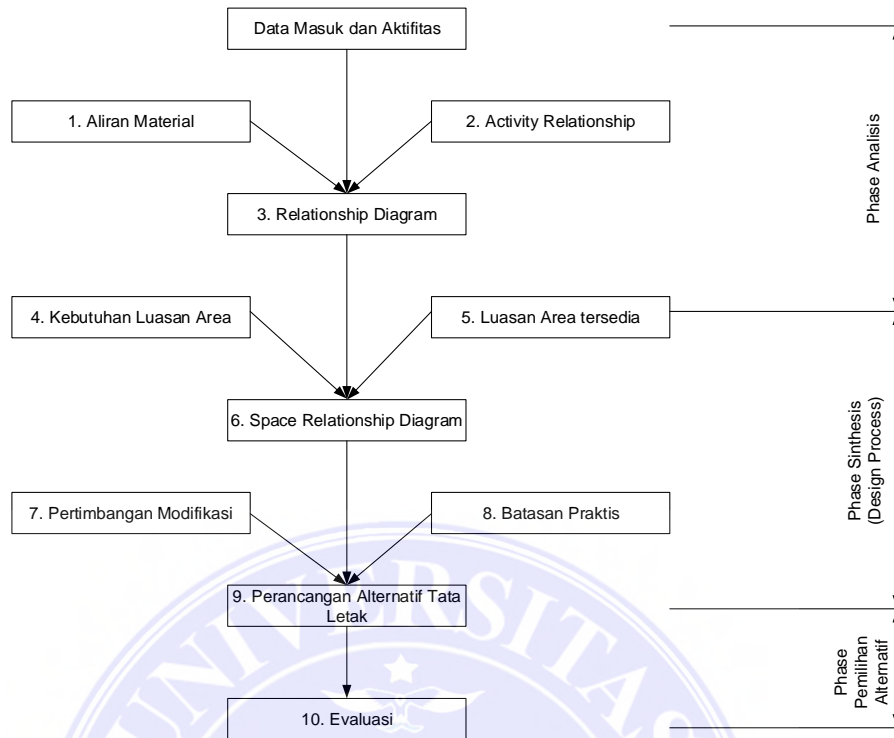 Data Masuk dan Aktifitas
1. Aliran Material
2. Activity Relationship
3. Relationship Diagram
Phase Analisis
4. Kebutuhan Luasan Area
5. Luasan Area tersedia
6. Space Relationship Diagram
Phase Sinthesis
(Design Process)
7. Pertimbangan Modifikasi
8. Batasan Praktis
9. Perancangan Alternatif Tata
Letak
Phase
Pemilihan
Alternatif
10. Evaluasi
UNIVERSITAS